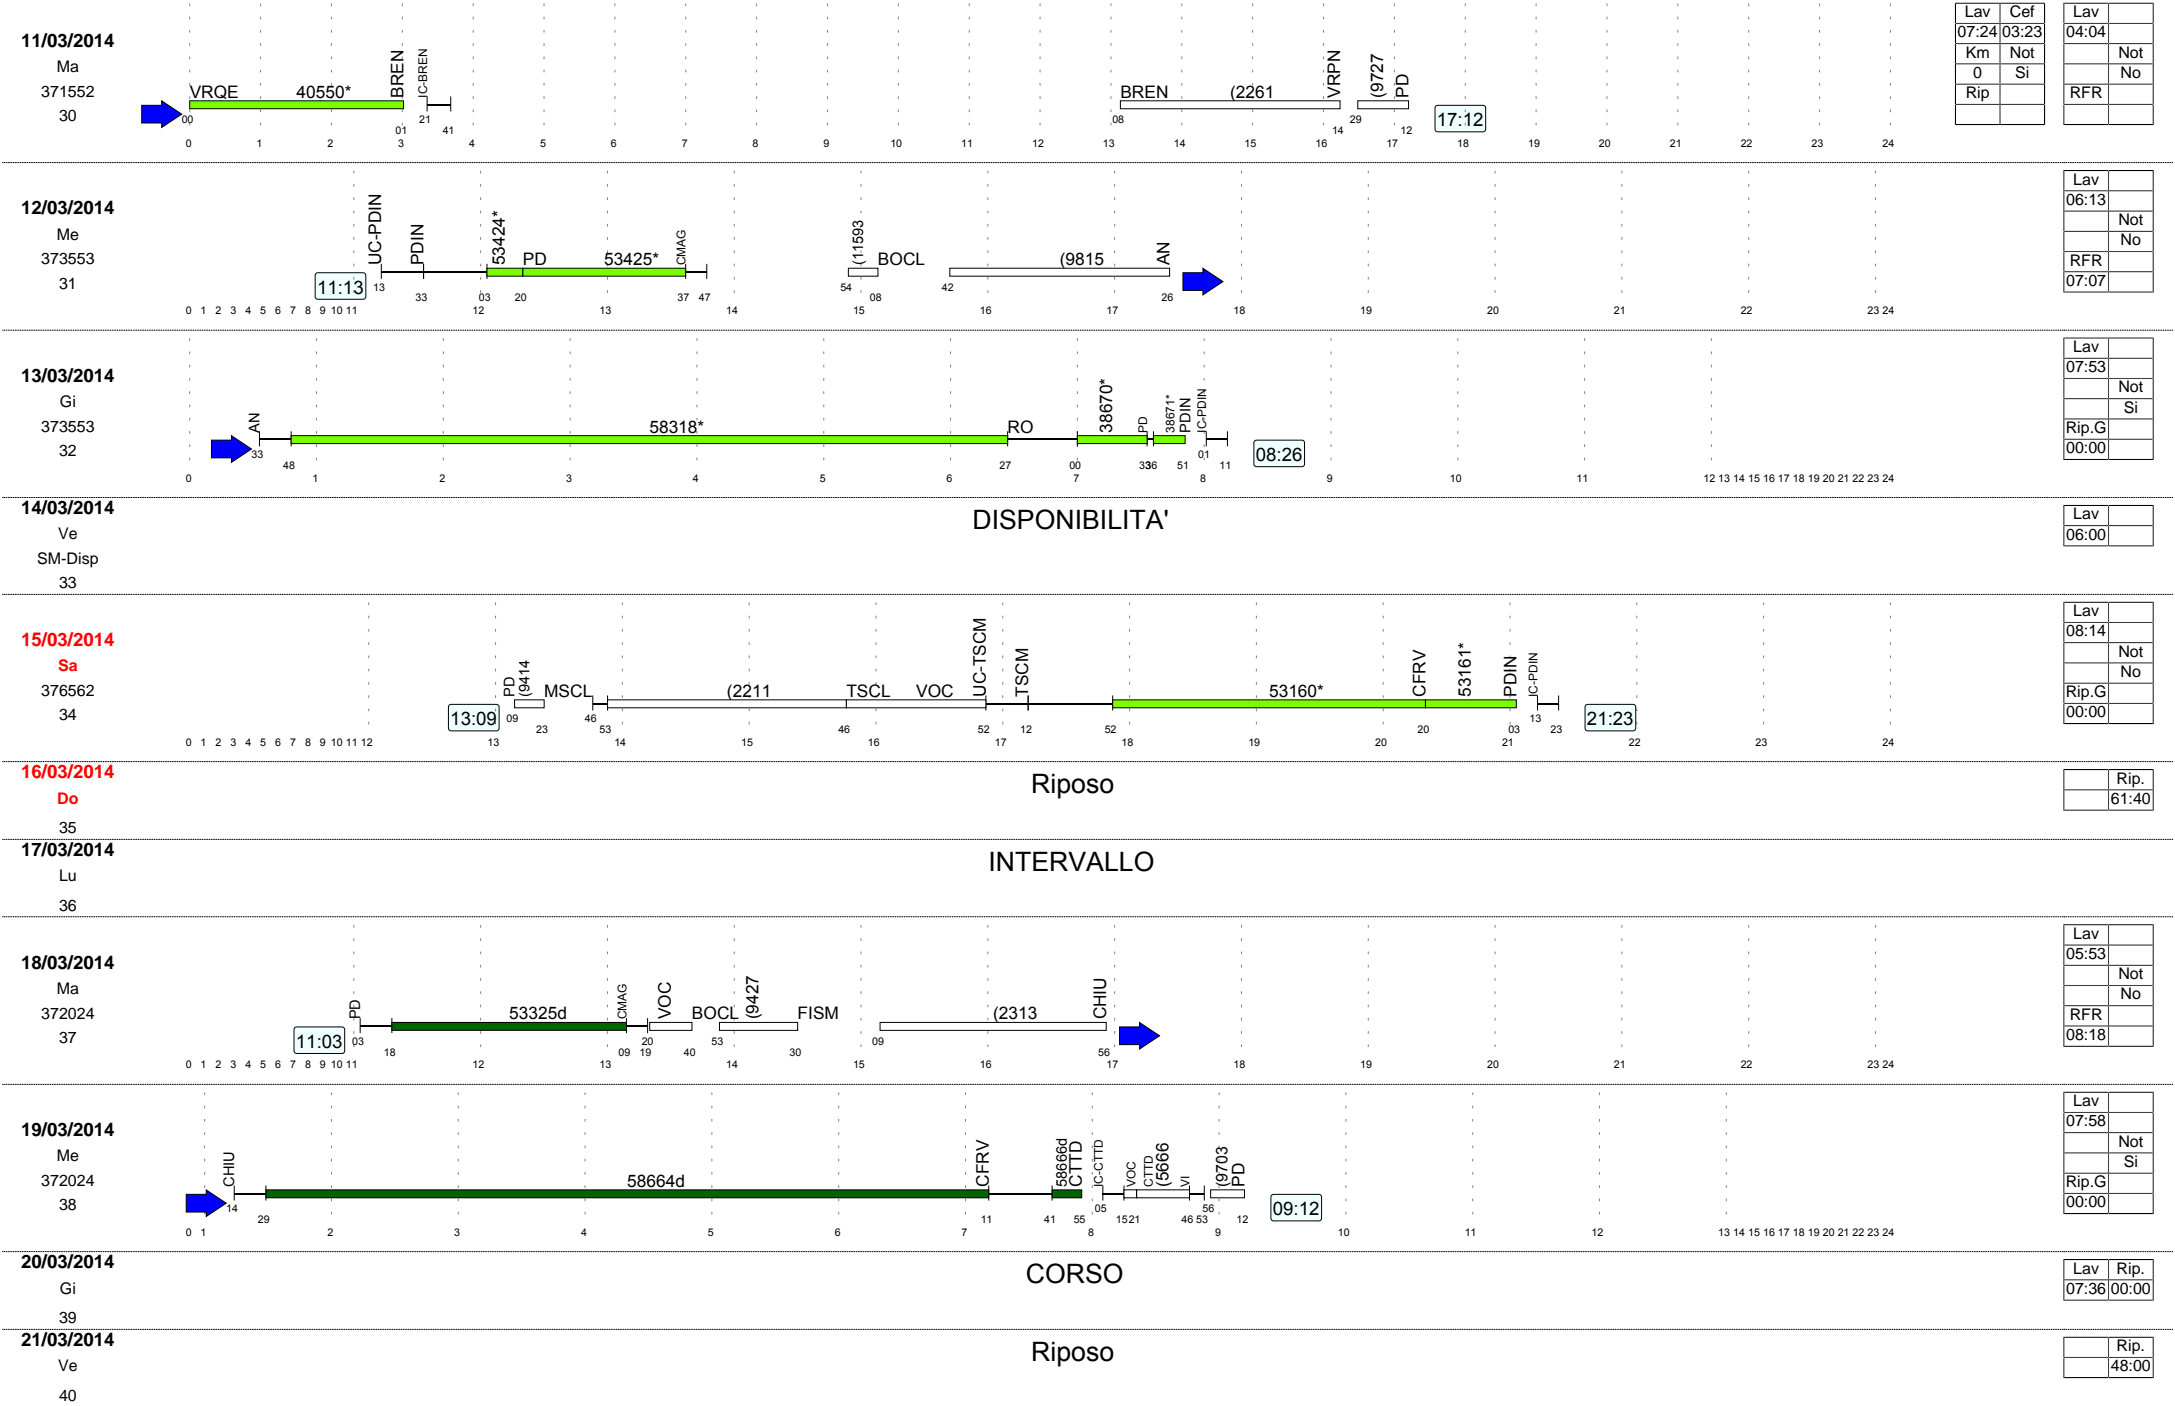 11/03/2014
Ma
371552
30
VRQE 40550* BREN IC-BREN BREN (2261 VRPN (9727 PD
00 01 21 41 08 14 29 12 17:12
0 1 2 3 4 5 6 7 8 9 10 11 12 13 14 15 16 17 18 19 20 21 22 23 24
Lav Cef Lav
07:24 03:23 04:04
Km Not Not
0 Si No
Rip RFR
12/03/2014
Me
373553
31
UC-PDIN PDIN 53424* PD 53425* CMAG (11593 BOCL (9815 AN
11:13 13 33 03 20 37 47 54 08 42 26
0 1 2 3 4 5 6 7 8 9 10 11 12 13 14 15 16 17 18 19 20 21 22 23 24
Lav
06:13
Not
No
RFR
07:07
13/03/2014
Gi
373553
32
AN 58318* RO 38670* PD 38671* PDIN IC-PDIN
33 48 27 00 33 36 51 01 11 08:26
0 1 2 3 4 5 6 7 8 9 10 11 12 13 14 15 16 17 18 19 20 21 22 23 24
Lav
07:53
Not
Si
Rip.G
00:00
14/03/2014
Ve
SM-Disp
33
DISPONIBILITA'
Lav
06:00
15/03/2014
Sa
376562
34
PD (9414 MSCL (2211 TSCL VOC UC-TSCM TSCM 53160* CFRV 53161* PDIN IC-PDIN
13:09 09 23 46 53 46 52 12 52 20 03 13 23 21:23
0 1 2 3 4 5 6 7 8 9 10 11 12 13 14 15 16 17 18 19 20 21 22 23 24
Lav
08:14
Not
No
Rip.G
00:00
16/03/2014
Do
35
Riposo
Rip.
61:40
17/03/2014
Lu
36
INTERVALLO
18/03/2014
Ma
372024
37
PD 53325d CMAG VOC BOCL (9427 FISM (2313 CHIU
11:03 03 18 09 19 20 40 53 30 09 56
0 1 2 3 4 5 6 7 8 9 10 11 12 13 14 15 16 17 18 19 20 21 22 23 24
Lav
05:53
Not
No
RFR
08:18
19/03/2014
Me
372024
38
CHIU 58664d CFRV 58666d CTTD IC-CTTD VOC CTTD (5666 VI (9703 PD
14 29 11 41 55 05 15 21 46 53 56 12 09:12
0 1 2 3 4 5 6 7 8 9 10 11 12 13 14 15 16 17 18 19 20 21 22 23 24
Lav
07:58
Not
Si
Rip.G
00:00
20/03/2014
Gi
39
CORSO
Lav Rip.
07:36 00:00
21/03/2014
Ve
40
Riposo
Rip.
48:00